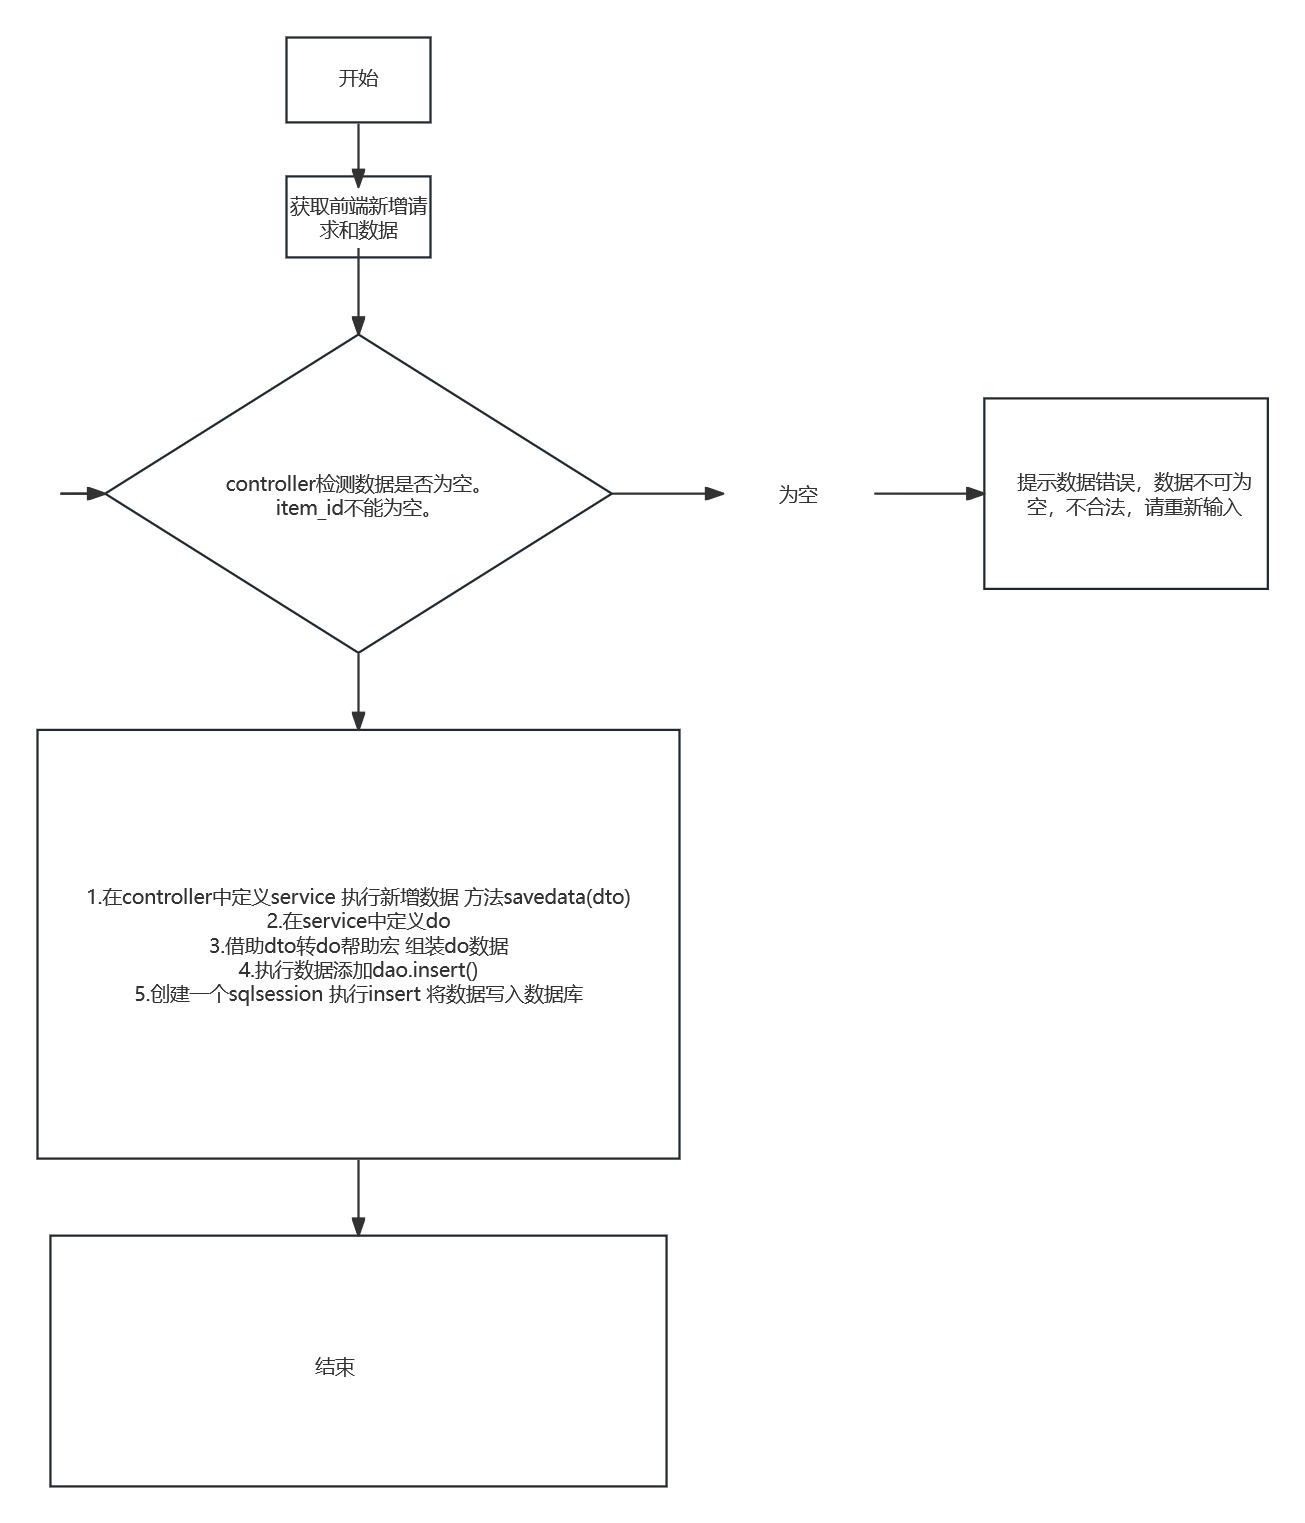 开始
获取前端新增请
求和数据
controller检测数据是否为空。
item_id不能为空。
为空
提示数据错误，数据不可为
空，不合法，请重新输入
1.在controller中定义service 执行新增数据 方法savedata(dto)
2.在service中定义do
3.借助dto转do帮助宏 组装do数据
4.执行数据添加dao.insert()
5.创建一个sqlsession 执行insert 将数据写入数据库
结束